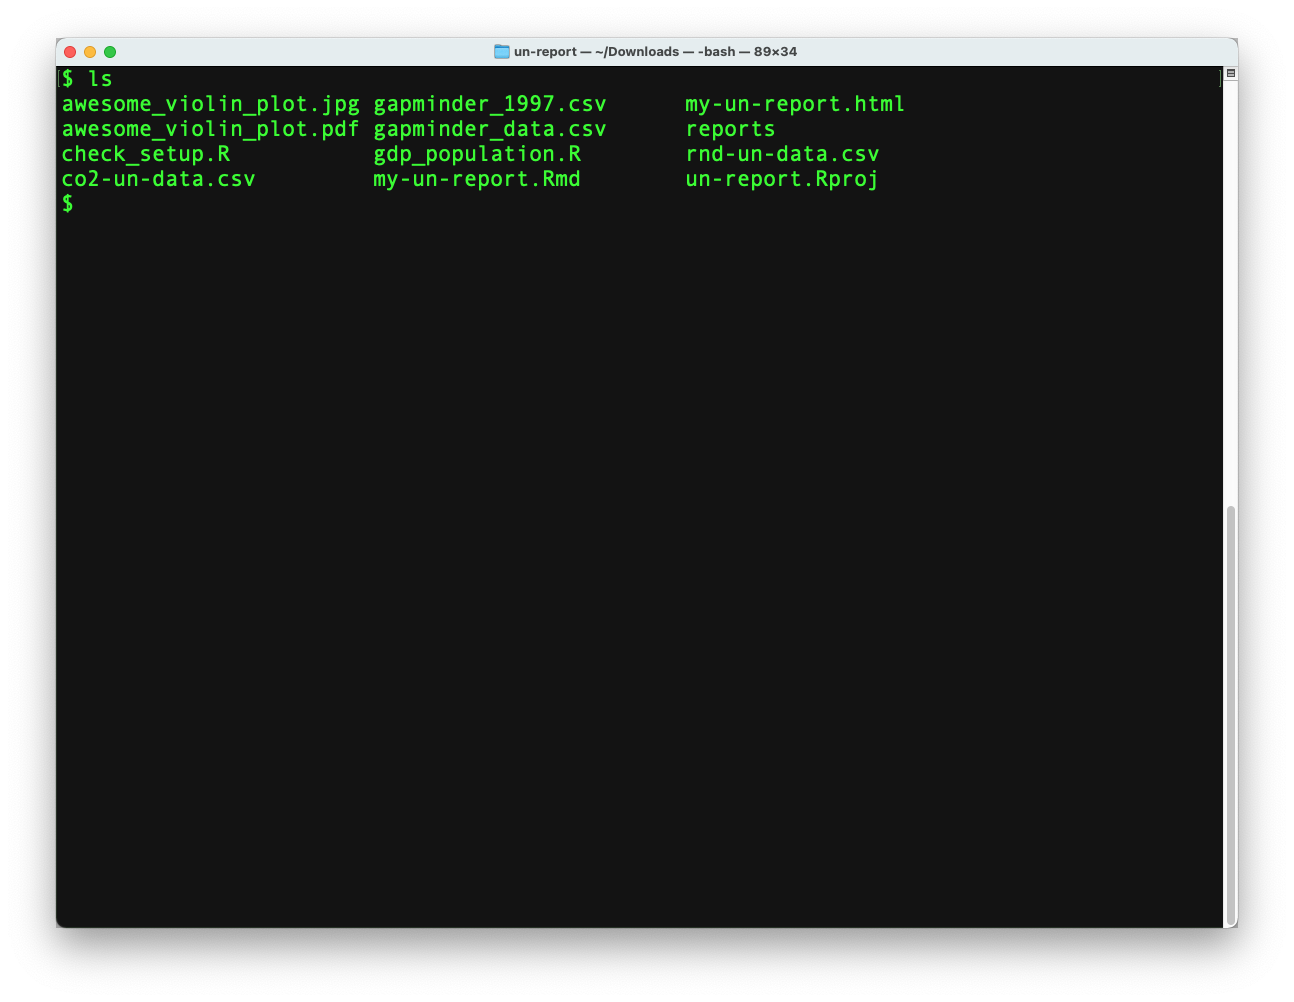 un-report — ~/Downloads — -bash — 89×34
$ ls
awesome_violin_plot.jpg gapminder_1997.csv my-un-report.html
awesome_violin_plot.pdf gapminder_data.csv reports
check_setup.R gdp_population.R rnd-un-data.csv
co2-un-data.csv my-un-report.Rmd un-report.Rproj
$